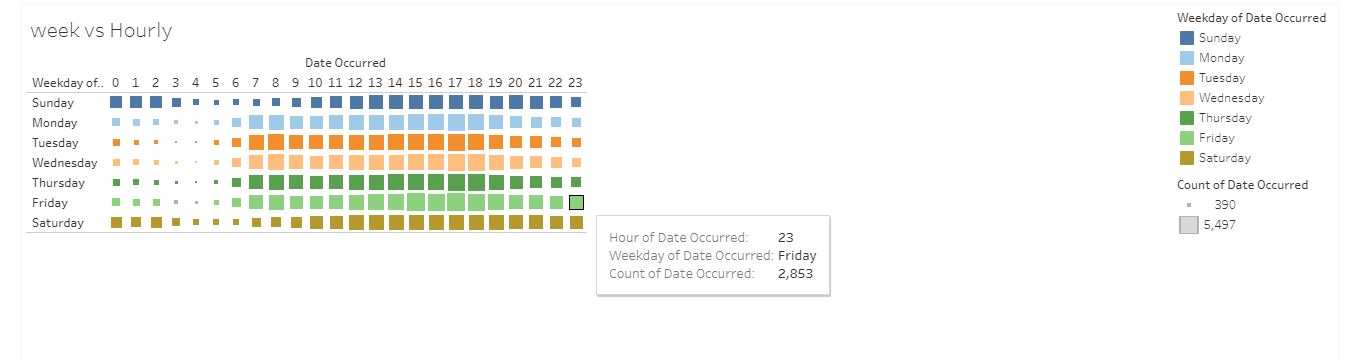 week vs Hourly
Date Occurred
Weekday of.. 0 1 2 3 4 5 6 7 8 9 10 11 12 13 14 15 16 17 18 19 20 21 22 23
Sunday
Monday
Tuesday
Wednesday
Thursday
Friday
Saturday
Hour of Date Occurred: 23
Weekday of Date Occurred: Friday
Count of Date Occurred: 2,853
Weekday of Date Occurred
Sunday
Monday
Tuesday
Wednesday
Thursday
Friday
Saturday
Count of Date Occurred
390
5,497